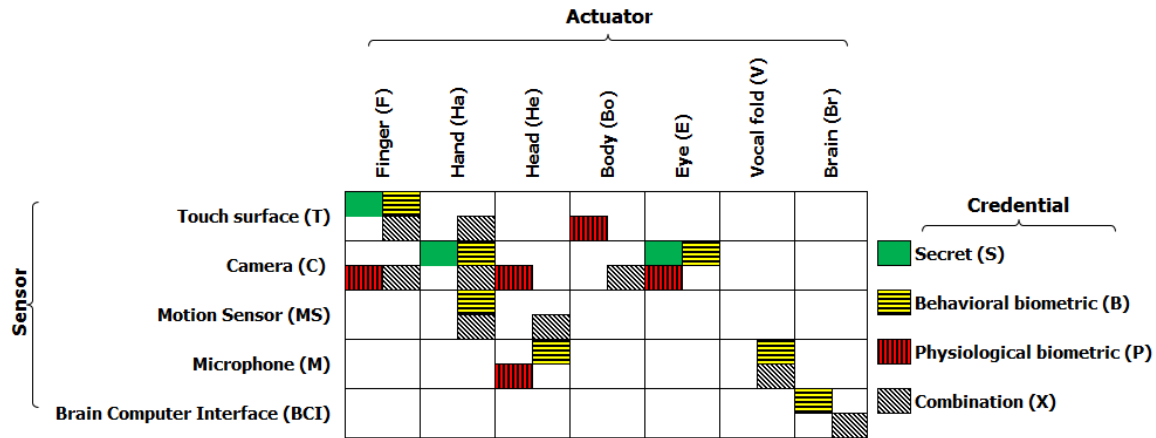 Actuator
Finger (F)
Hand (Ha)
Head (He)
Body (Bo)
Eye (E)
Vocal fold (V)
Brain (Br)
Sensor
Touch surface (T)
Camera (C)
Motion Sensor (MS)
Microphone (M)
Brain Computer Interface (BCI)
Credential
Secret (S)
Behavioral biometric (B)
Physiological biometric (P)
Combination (X)